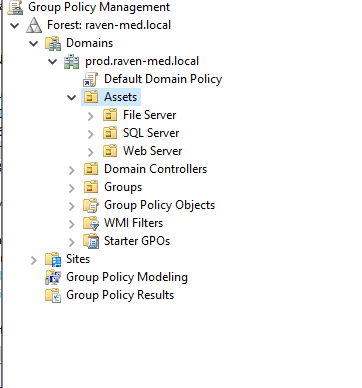 Group Policy Management
Forest: raven-med.local
Domains
prod.raven-med.local
Default Domain Policy
Assets
File Server
SQL Server
Web Server
Domain Controllers
Groups
Group Policy Objects
WMI Filters
Starter GPOs
Sites
Group Policy Modeling
Group Policy Results